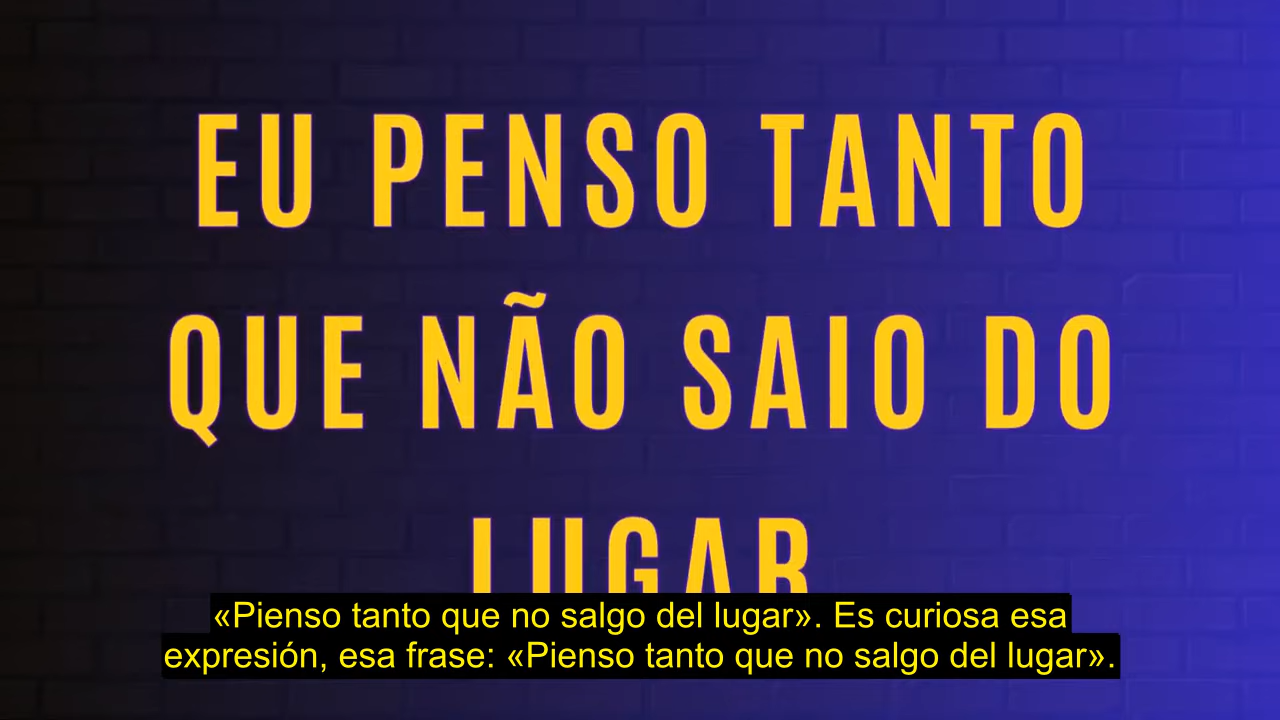 EU PENSO TANTO
QUE NÃO SAIO DO
LUGAR
«Pienso tanto que no salgo del lugar». Es curiosa esa
expresión, esa frase: «Pienso tanto que no salgo del lugar».